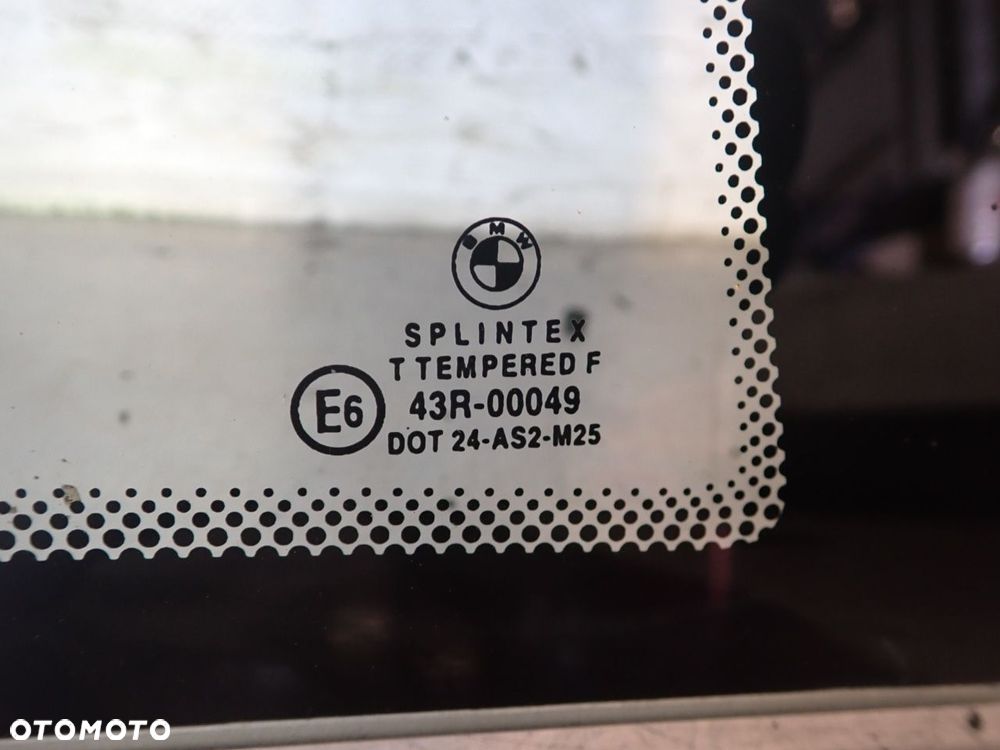 BMW
SPLINTEX
T TEMPERED F
E6 43R-00049
DOT 24-AS2-M25
OTOMOTO